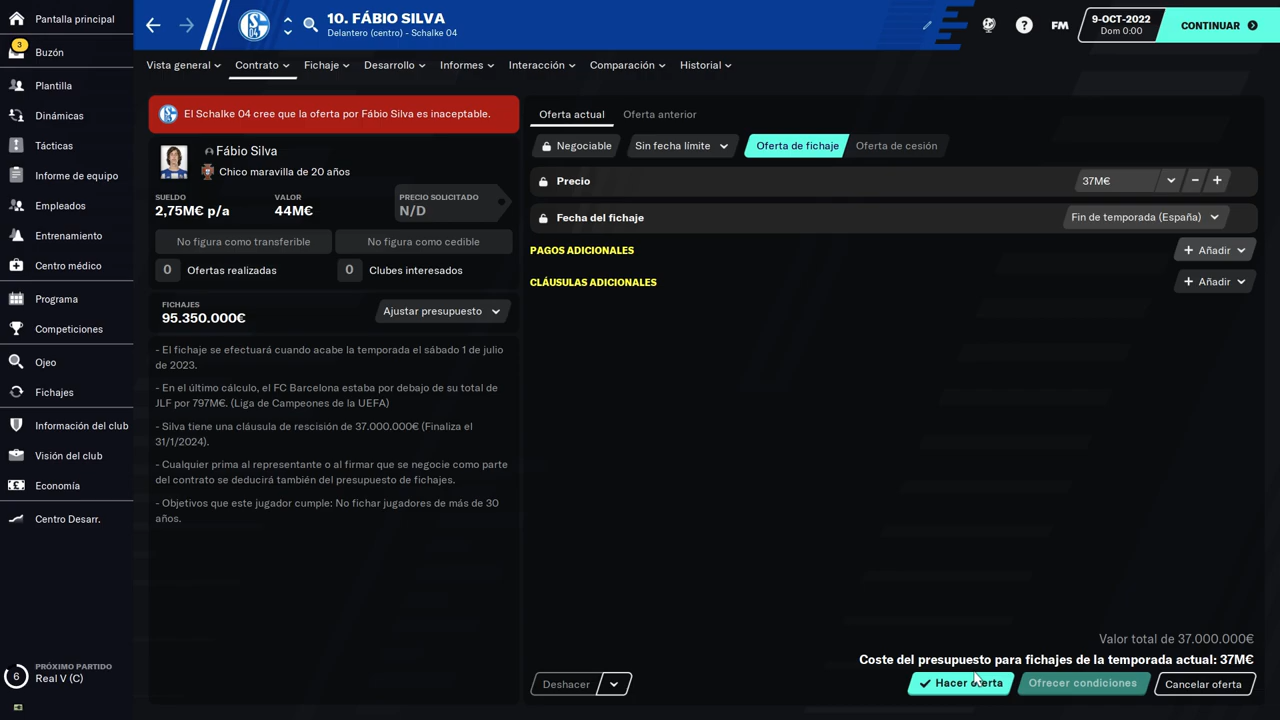 Pantalla principal
3
Buzón
Plantilla
Dinámicas
Tácticas
Informe de equipo
Empleados
Entrenamiento
Centro médico
Programa
Competiciones
Ojeo
Fichajes
Información del club
Visión del club
Economía
Centro Desarr.
6
PRÓXIMO PARTIDO
Real V (C)
10. FÁBIO SILVA
Delantero (centro) - Schalke 04
FM
9-OCT-2022
Dom 0:00
CONTINUAR
Vista general
Contrato
Fichaje
Desarrollo
Informes
Interacción
Comparación
Historial
El Schalke 04 cree que la oferta por Fábio Silva es inaceptable.
Fábio Silva
Chico maravilla de 20 años
SUELDO
2,75M€ p/a
VALOR
44M€
PRECIO SOLICITADO
N/D
No figura como transferible
No figura como cedible
0 Ofertas realizadas
0 Clubes interesados
FICHAJES
95.350.000€
Ajustar presupuesto
- El fichaje se efectuará cuando acabe la temporada el sábado 1 de julio
de 2023.
- En el último cálculo, el FC Barcelona estaba por debajo de su total de
JLF por 797M€. (Liga de Campeones de la UEFA)
- Silva tiene una cláusula de rescisión de 37.000.000€ (Finaliza el
31/1/2024).
- Cualquier prima al representante o al firmar que se negocie como parte
del contrato se deducirá también del presupuesto de fichajes.
- Objetivos que este jugador cumple: No fichar jugadores de más de 30
años.
Oferta actual
Oferta anterior
Negociable
Sin fecha límite
Oferta de fichaje
Oferta de cesión
Precio
37M€
Fecha del fichaje
Fin de temporada (España)
PAGOS ADICIONALES
+ Añadir
CLÁUSULAS ADICIONALES
+ Añadir
Valor total de 37.000.000€
Coste del presupuesto para fichajes de la temporada actual: 37M€
Deshacer
Hacer oferta
Ofrecer condiciones
Cancelar oferta